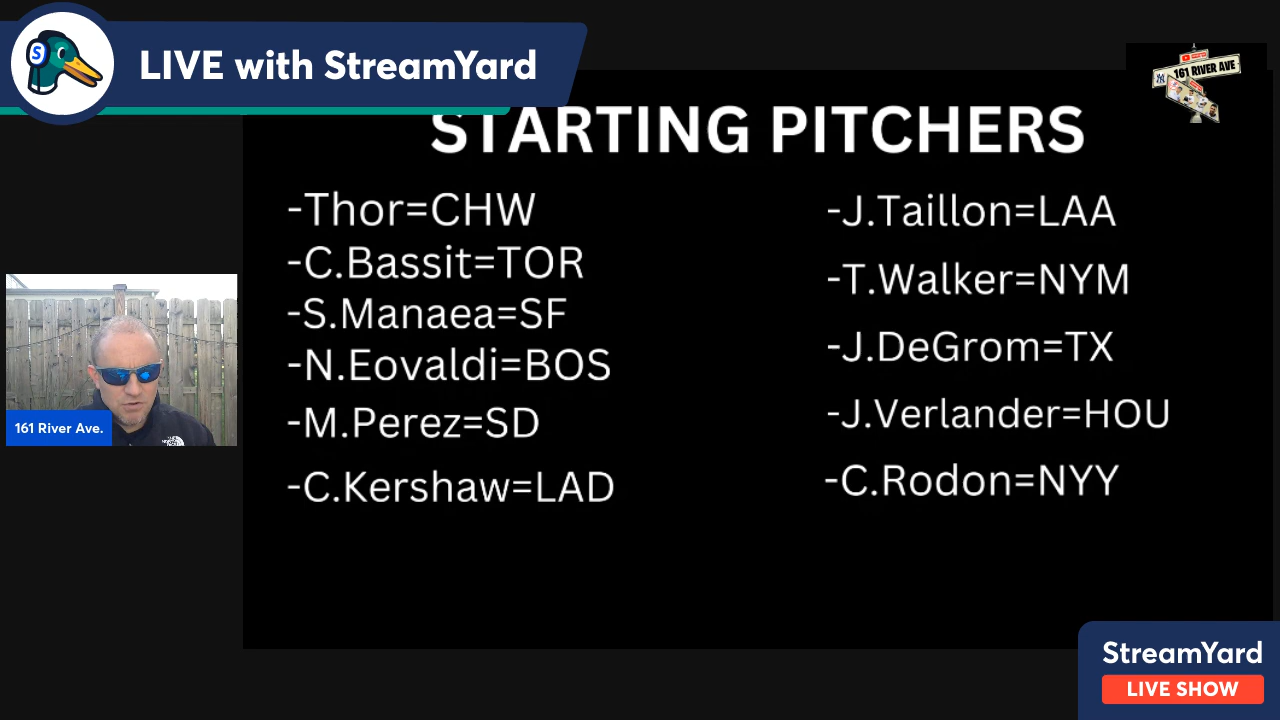 S
LIVE with StreamYard
161 RIVER AVE
STARTING PITCHERS
-Thor=CHW
-C.Bassit=TOR
-S.Manaea=SF
-N.Eovaldi=BOS
-M.Perez=SD
-C.Kershaw=LAD
-J.Taillon=LAA
-T.Walker=NYM
-J.DeGrom=TX
-J.Verlander=HOU
-C.Rodon=NYY
161 River Ave.
StreamYard
LIVE SHOW